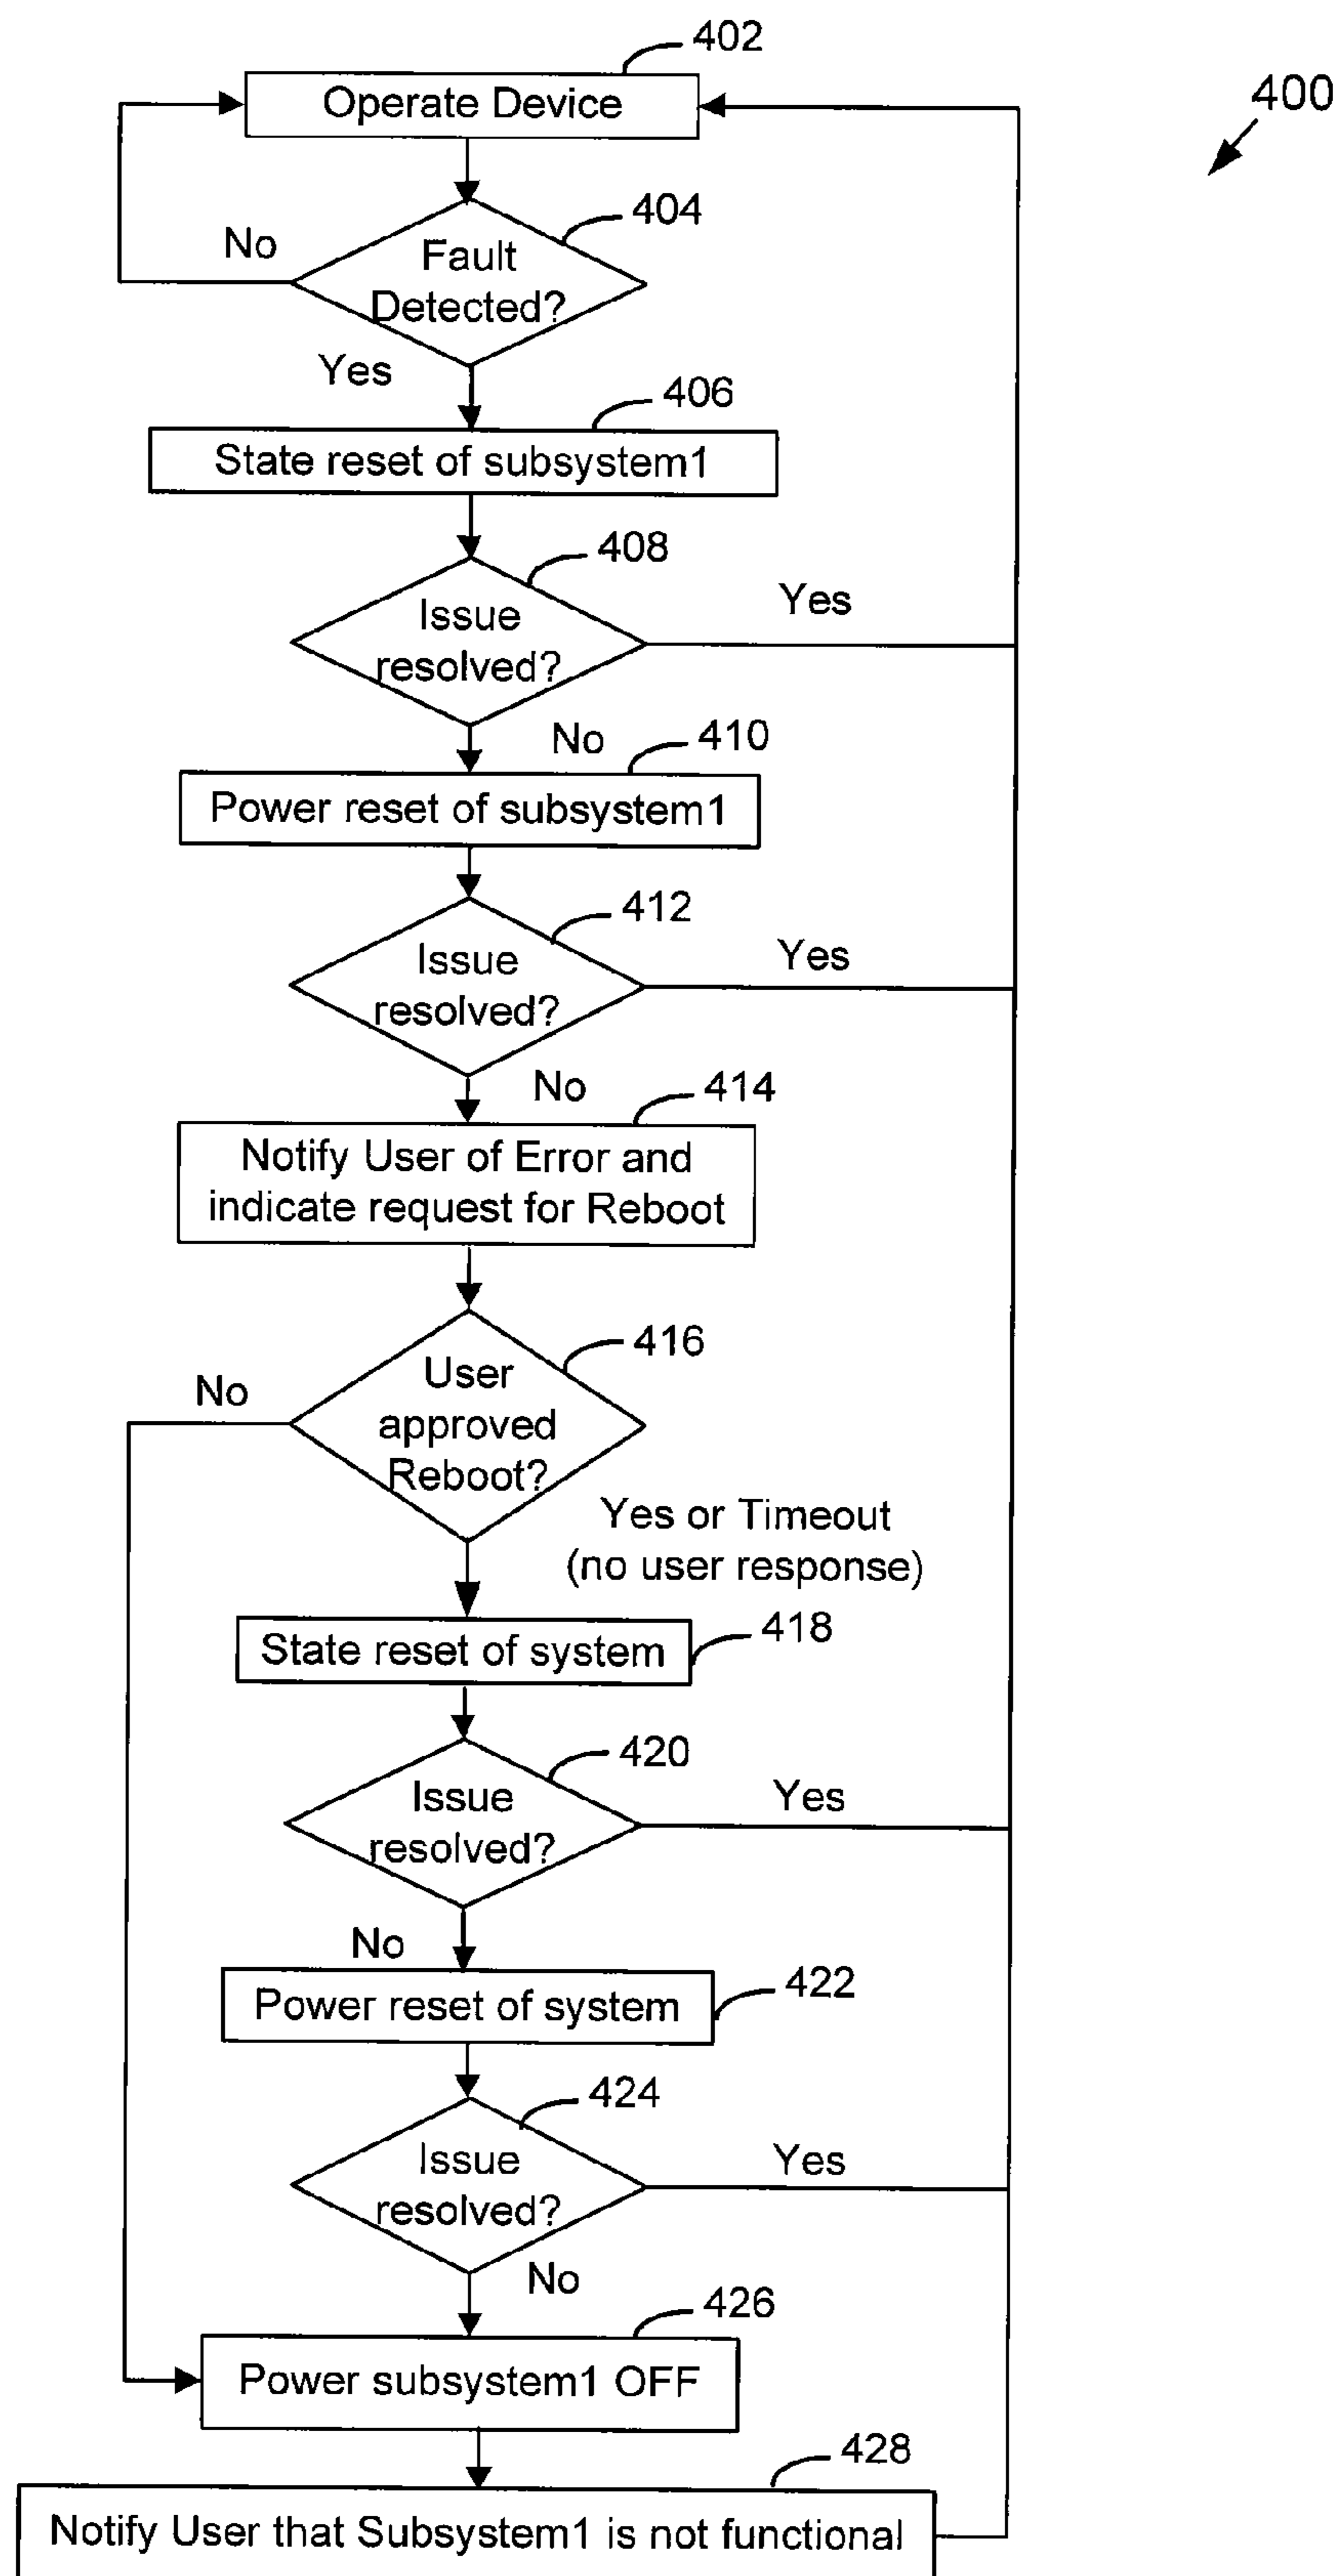 402
Operate Device
400
404
No
Fault
Detected?
Yes
406
State reset of subsystem1
408
Issue
resolved?
Yes
No
410
Power reset of subsystem1
412
Issue
resolved?
Yes
No
414
Notify User of Error and
indicate request for Reboot
416
No
User
approved
Reboot?
Yes or Timeout
(no user response)
418
State reset of system
420
Issue
resolved?
Yes
No
422
Power reset of system
424
Issue
resolved?
Yes
No
426
Power subsystem1 OFF
428
Notify User that Subsystem1 is not functional